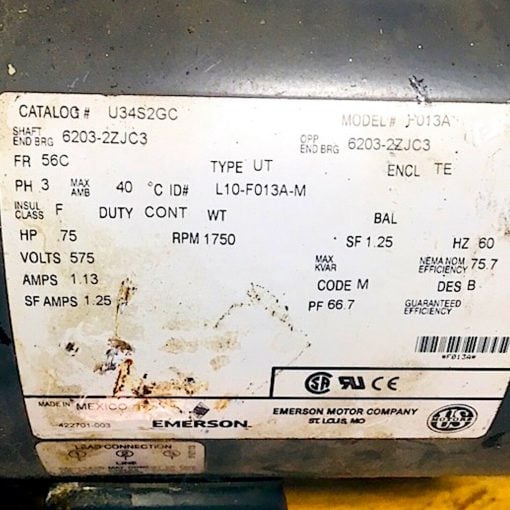 CATALOG # U34S2GC MODEL # F013A
SHAFT END BRG 6203-2ZJC3 OPP END BRG 6203-2ZJC3
FR 56C TYPE UT ENCL TE
PH 3 MAX AMB 40 °C ID# L10-F013A-M
INSUL CLASS F DUTY CONT WT BAL
HP .75 RPM 1750 SF 1.25 HZ 60
VOLTS 575 MAX KVAR NEMA NOM. EFFICIENCY 75.7
AMPS 1.13 CODE M DES B
SF AMPS 1.25 PF 66.7 GUARANTEED EFFICIENCY
*F013A*
MADE IN MEXICO
422701-003 EMERSON
EMERSON MOTOR COMPANY
ST. LOUIS, MO
LEAD CONNECTION
LINE